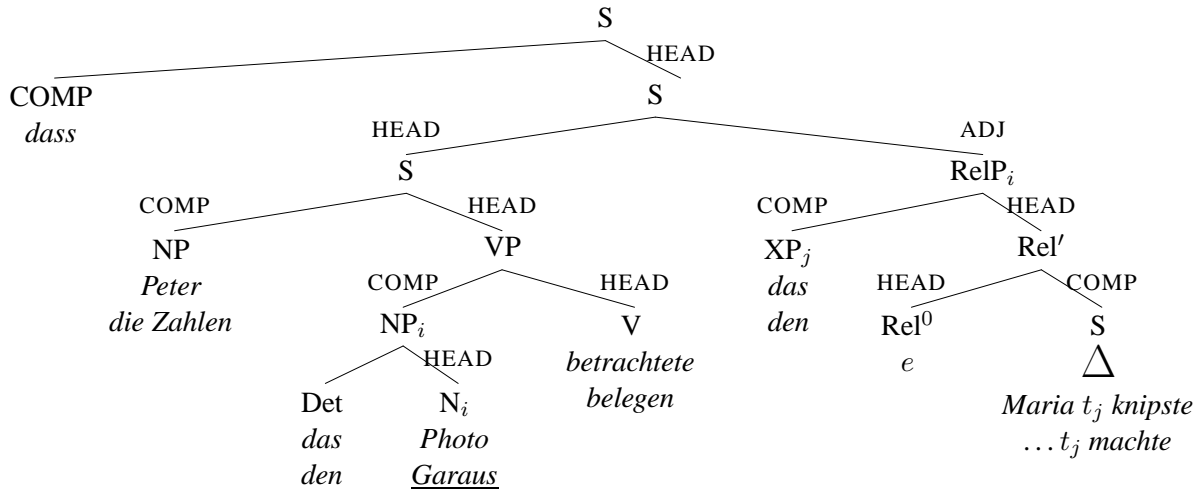 S
HEAD
COMP S
dass
HEAD ADJ
S RelP_i
COMP HEAD COMP HEAD
NP VP XP_j Rel′
Peter COMP HEAD das HEAD COMP
die Zahlen NP_i V den Rel⁰ S
HEAD betrachtete e Δ
Det N_i belegen Maria t_j knipste
das Photo … t_j machte
den Garaus